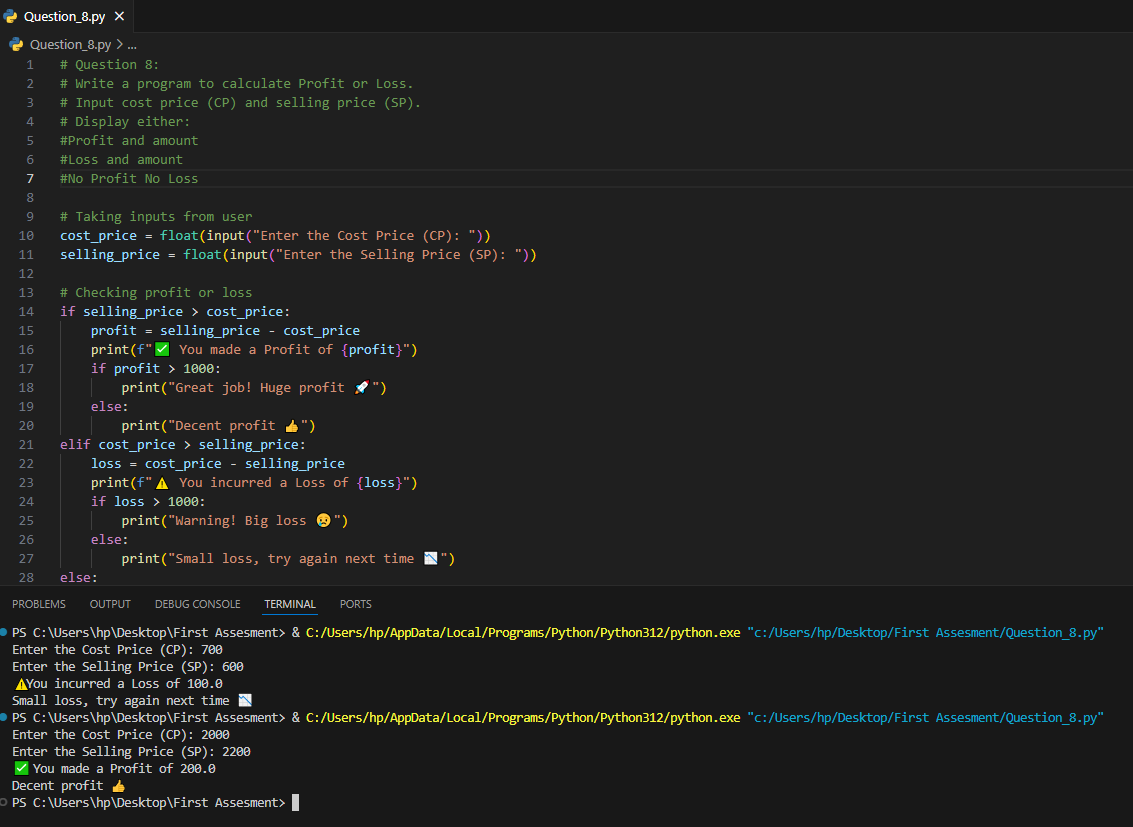 Question_8.py ×
Question_8.py > ...
1 # Question 8:
2 # Write a program to calculate Profit or Loss.
3 # Input cost price (CP) and selling price (SP).
4 # Display either:
5 #Profit and amount
6 #Loss and amount
7 #No Profit No Loss
8
9 # Taking inputs from user
10 cost_price = float(input("Enter the Cost Price (CP): "))
11 selling_price = float(input("Enter the Selling Price (SP): "))
12
13 # Checking profit or loss
14 if selling_price > cost_price:
15     profit = selling_price - cost_price
16     print(f"✅ You made a Profit of {profit}")
17     if profit > 1000:
18         print("Great job! Huge profit 🚀")
19     else:
20         print("Decent profit 👍")
21 elif cost_price > selling_price:
22     loss = cost_price - selling_price
23     print(f"⚠️ You incurred a Loss of {loss}")
24     if loss > 1000:
25         print("Warning! Big loss 😢")
26     else:
27         print("Small loss, try again next time 📉")
28 else:
PROBLEMS OUTPUT DEBUG CONSOLE TERMINAL PORTS
PS C:\Users\hp\Desktop\First Assesment> & C:/Users/hp/AppData/Local/Programs/Python/Python312/python.exe "c:/Users/hp/Desktop/First Assesment/Question_8.py"
Enter the Cost Price (CP): 700
Enter the Selling Price (SP): 600
⚠️You incurred a Loss of 100.0
Small loss, try again next time 📉
PS C:\Users\hp\Desktop\First Assesment> & C:/Users/hp/AppData/Local/Programs/Python/Python312/python.exe "c:/Users/hp/Desktop/First Assesment/Question_8.py"
Enter the Cost Price (CP): 2000
Enter the Selling Price (SP): 2200
✅ You made a Profit of 200.0
Decent profit 👍
PS C:\Users\hp\Desktop\First Assesment>